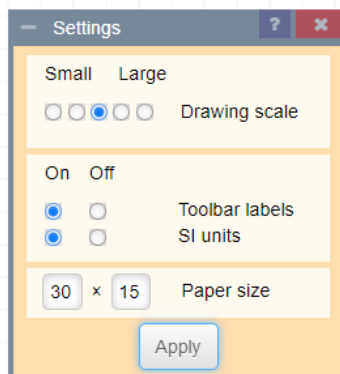 Settings ? ×
Small Large
Drawing scale
On Off
Toolbar labels
SI units
30 × 15 Paper size
Apply